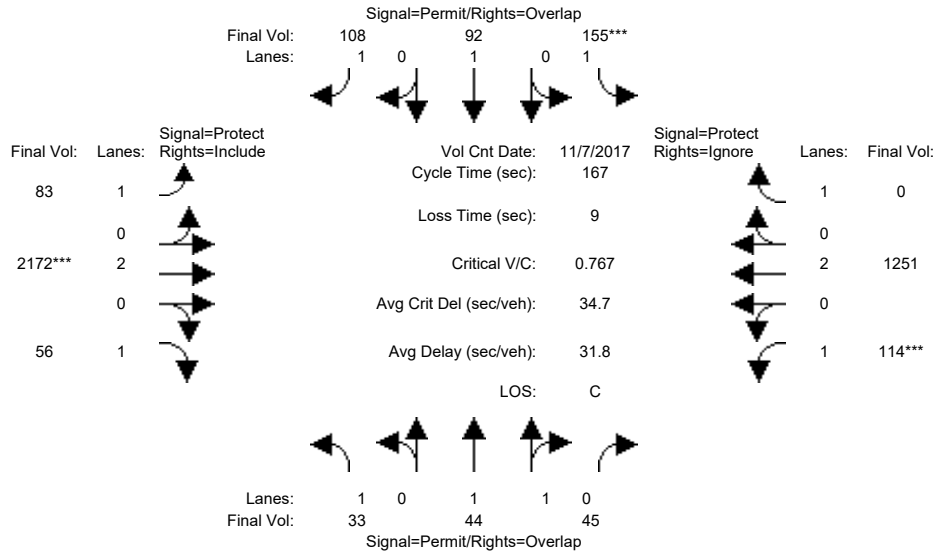 Signal=Permit/Rights=Overlap
Final Vol: 108 92 155***
Lanes: 1 0 1 0 1
Signal=Protect
Final Vol: Lanes: Rights=Include
Vol Cnt Date: 11/7/2017
Signal=Protect
Rights=Ignore Lanes: Final Vol:
Cycle Time (sec): 167
83 1
1 0
Loss Time (sec): 9
0
0
2172*** 2
Critical V/C: 0.767
2 1251
0
Avg Crit Del (sec/veh): 34.7
0
56 1
Avg Delay (sec/veh): 31.8
1 114***
LOS: C
Lanes: 1 0 1 1 0
Final Vol: 33 44 45
Signal=Permit/Rights=Overlap